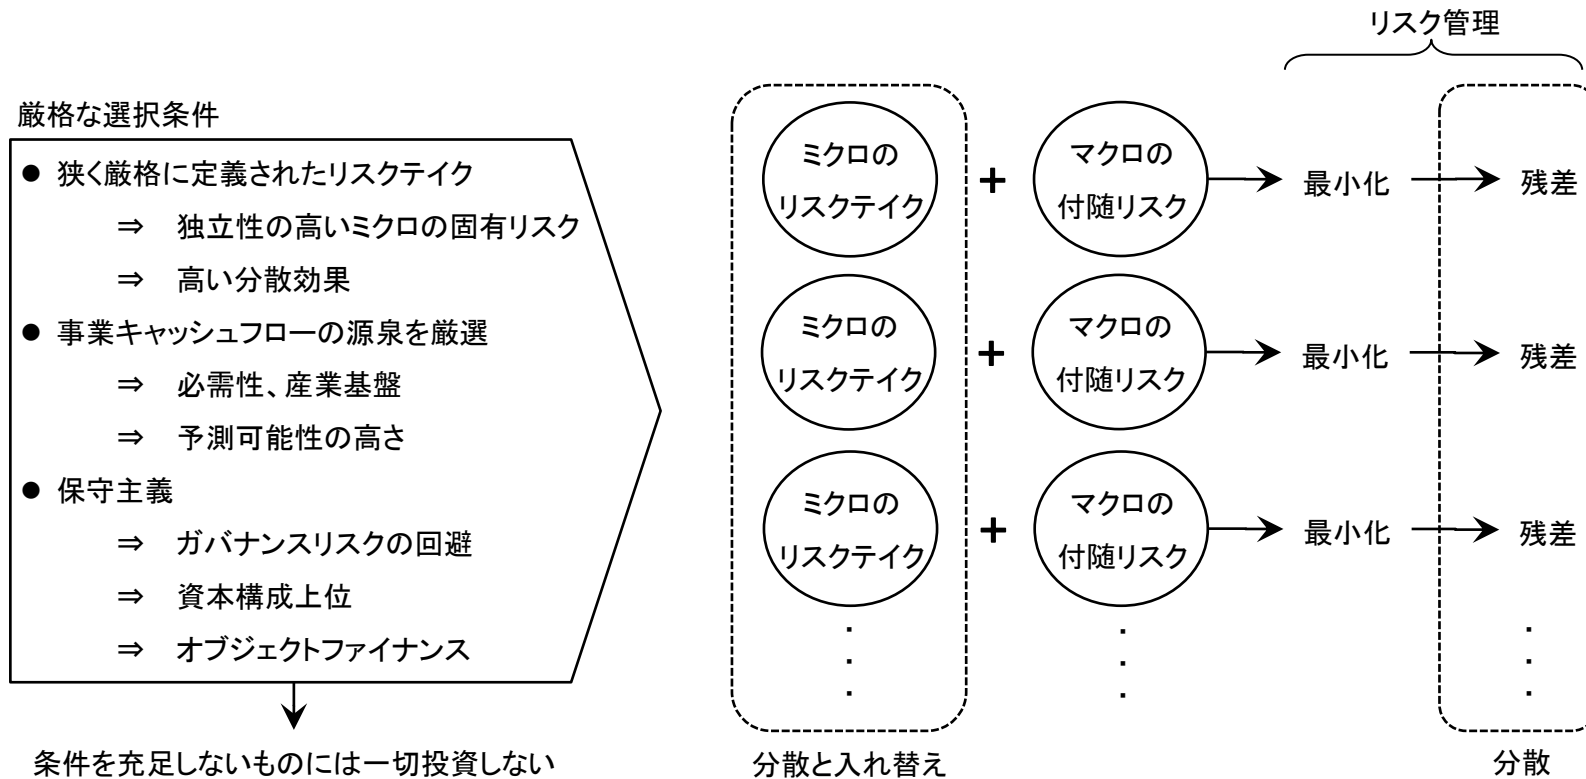 リスク管理
厳格な選択条件
● 狭く厳格に定義されたリスクテイク
⇒ 独立性の高いミクロの固有リスク
⇒ 高い分散効果
● 事業キャッシュフローの源泉を厳選
⇒ 必需性、産業基盤
⇒ 予測可能性の高さ
● 保守主義
⇒ ガバナンスリスクの回避
⇒ 資本構成上位
⇒ オブジェクトファイナンス
条件を充足しないものには一切投資しない
ミクロの
リスクテイク
+
マクロの
付随リスク
最小化
残差
ミクロの
リスクテイク
+
マクロの
付随リスク
最小化
残差
ミクロの
リスクテイク
+
マクロの
付随リスク
最小化
残差
分散と入れ替え
分散